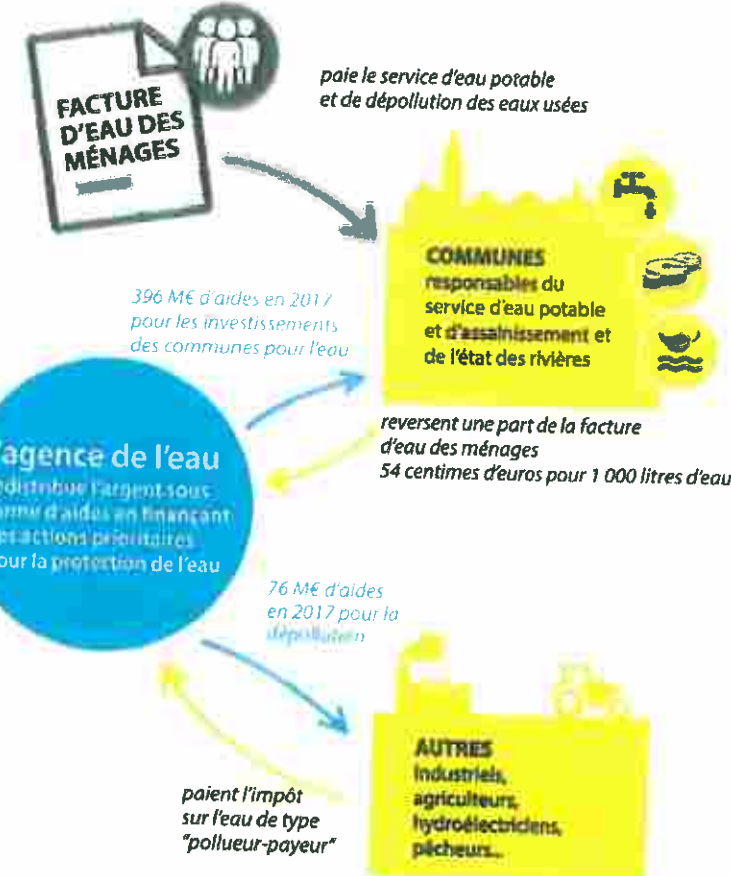 FACTURE
D'EAU DES
MÉNAGES
paie le service d'eau potable
et de dépollution des eaux usées
COMMUNES
responsables du
service d'eau potable
et d'assainissement et
de l'état des rivières
396 M€ d'aides en 2017
pour les investissements
des communes pour l'eau
reversent une part de la facture
d'eau des ménages
54 centimes d'euros pour 1 000 litres d'eau
'agence de l'eau
edistribue l'argent sous
orme d'aides en finançant
es actions prioritaires
our la protection de l'eau
76 M€ d'aides
en 2017 pour la
dépollution
paient l'impôt
sur l'eau de type
"pollueur-payeur"
AUTRES
industriels,
agriculteurs,
hydroélectriciens,
pêcheurs...